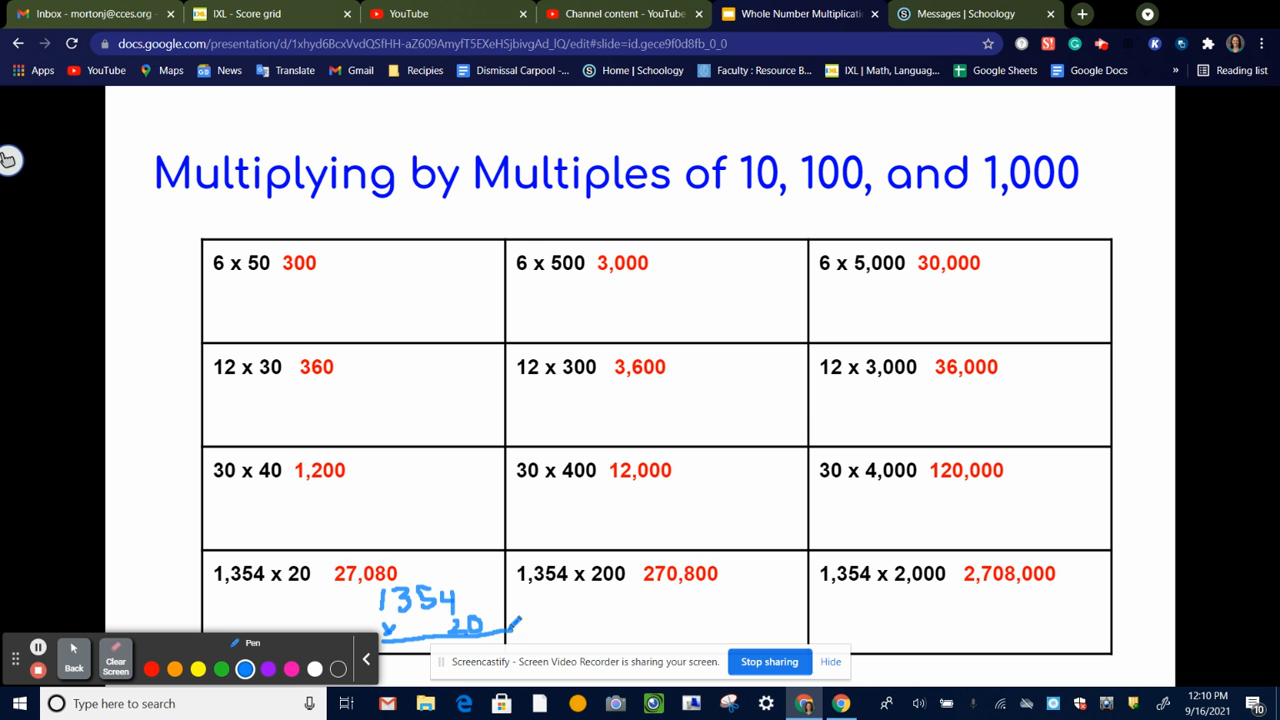 Inbox - mortonj@cces.org -
IXL - Score grid
YouTube
Channel content - YouTube
Whole Number Multiplicati
Messages | Schoology
docs.google.com/presentation/d/1xhyd6BcxVvdQSfHH-aZ609AmyfT5EXeHSjbivgAd_lQ/edit#slide=id.gece9f0d8fb_0_0
Apps
YouTube
Maps
News
Translate
Gmail
Recipies
Dismissal Carpool -...
Home | Schoology
Faculty : Resource B...
IXL | Math, Languag...
Google Sheets
Google Docs
»
Reading list
Multiplying by Multiples of 10, 100, and 1,000
6 x 50 300
6 x 500 3,000
6 x 5,000 30,000
12 x 30 360
12 x 300 3,600
12 x 3,000 36,000
30 x 40 1,200
30 x 400 12,000
30 x 4,000 120,000
1,354 x 20 27,080
1,354 x 200 270,800
1,354 x 2,000 2,708,000
1354
x 20
Pen
Back
Clear Screen
Screencastify - Screen Video Recorder is sharing your screen.
Stop sharing
Hide
Type here to search
12:10 PM
9/16/2021
10